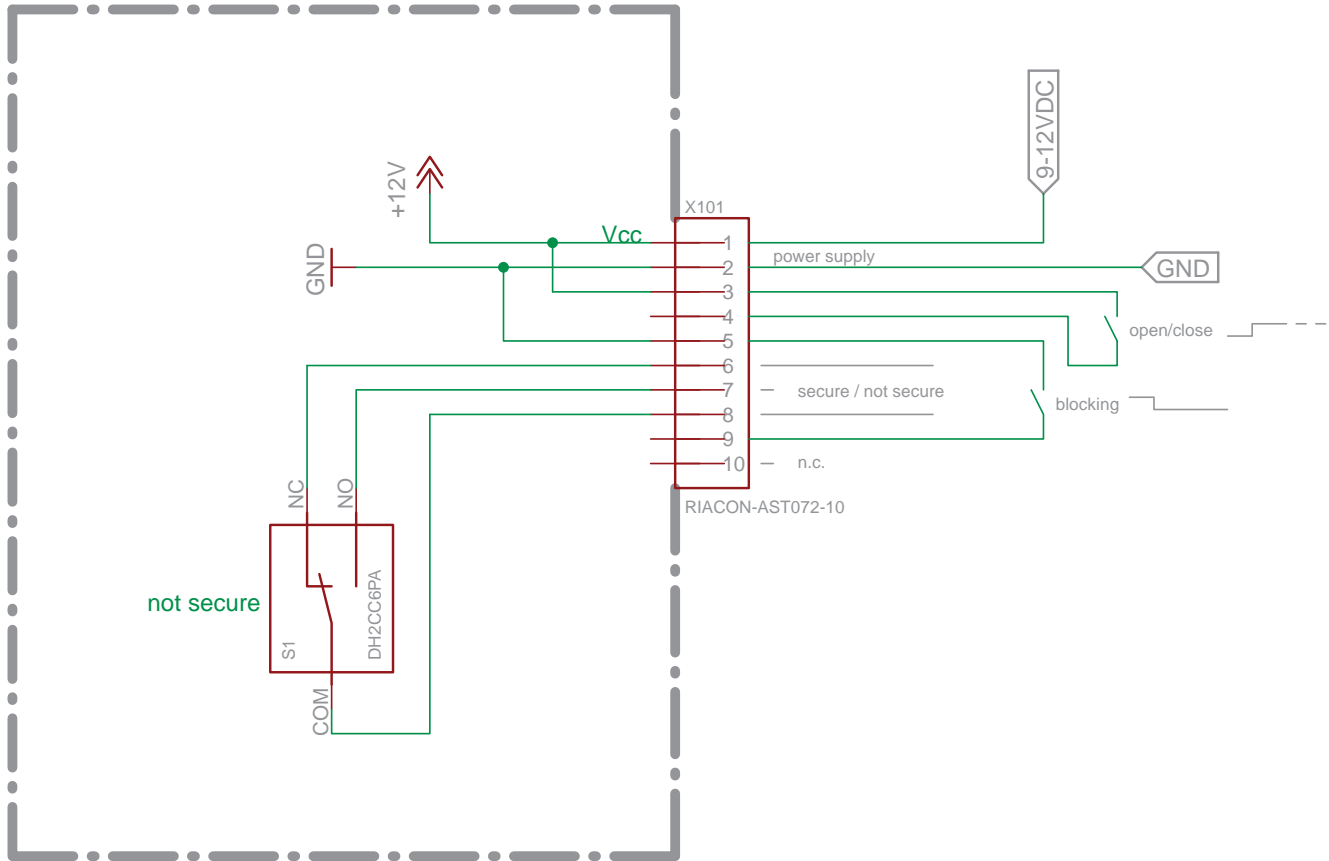 9-12VDC
+12V
X101
Vcc
1
power supply
GND
2
GND
3
4
open/close
5
6
7
secure / not secure
8
blocking
9
10
n.c.
RIACON-AST072-10
NC
NO
not secure
S1
DH2CC6PA
COM